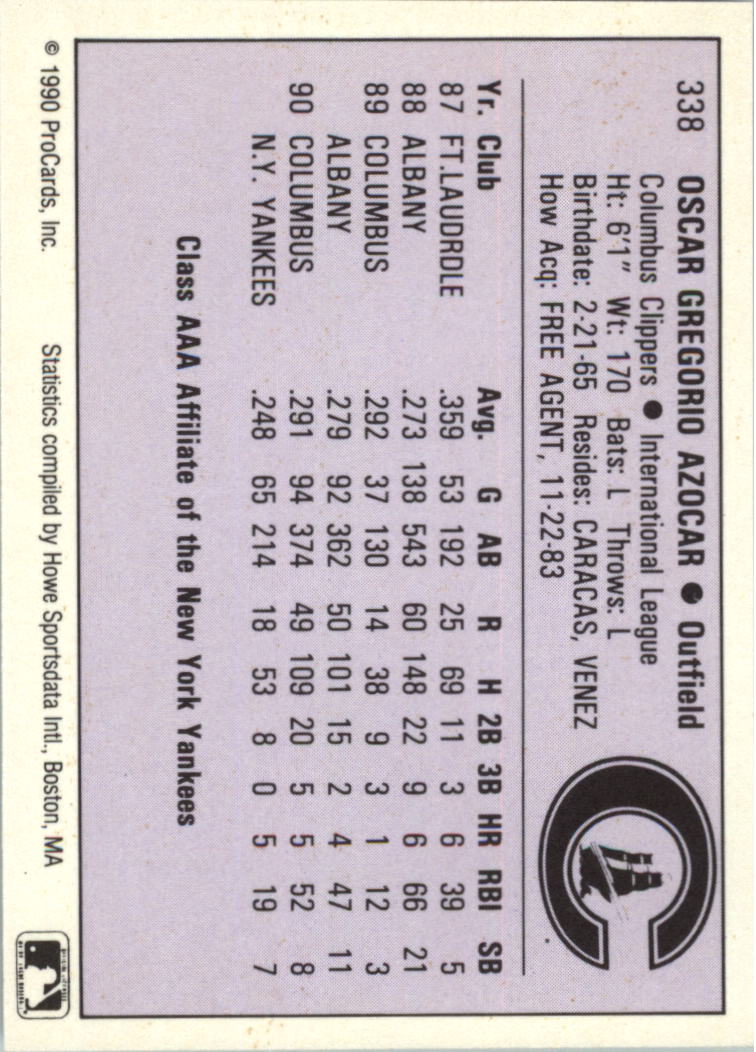 338 OSCAR GREGORIO AZOCAR ● Outfield
Columbus Clippers ● International League
Ht: 6'1" Wt: 170 Bats: L Throws: L
Birthdate: 2-21-65 Resides: CARACAS, VENEZ
How Acq: FREE AGENT, 11-22-83
Yr. Club Avg. G AB R H 2B 3B HR RBI SB
87 FT.LAUDRDLE .359 53 192 25 69 11 3 6 39 5
88 ALBANY .273 138 543 60 148 22 9 6 66 21
89 COLUMBUS .292 37 130 14 38 9 3 1 12 3
ALBANY .279 92 362 50 101 15 2 4 47 11
90 COLUMBUS .291 94 374 49 109 20 5 5 52 8
N.Y. YANKEES .248 65 214 18 53 8 0 5 19 7
Class AAA Affiliate of the New York Yankees
© 1990 ProCards, Inc. Statistics compiled by Howe Sportsdata Intl., Boston, MA